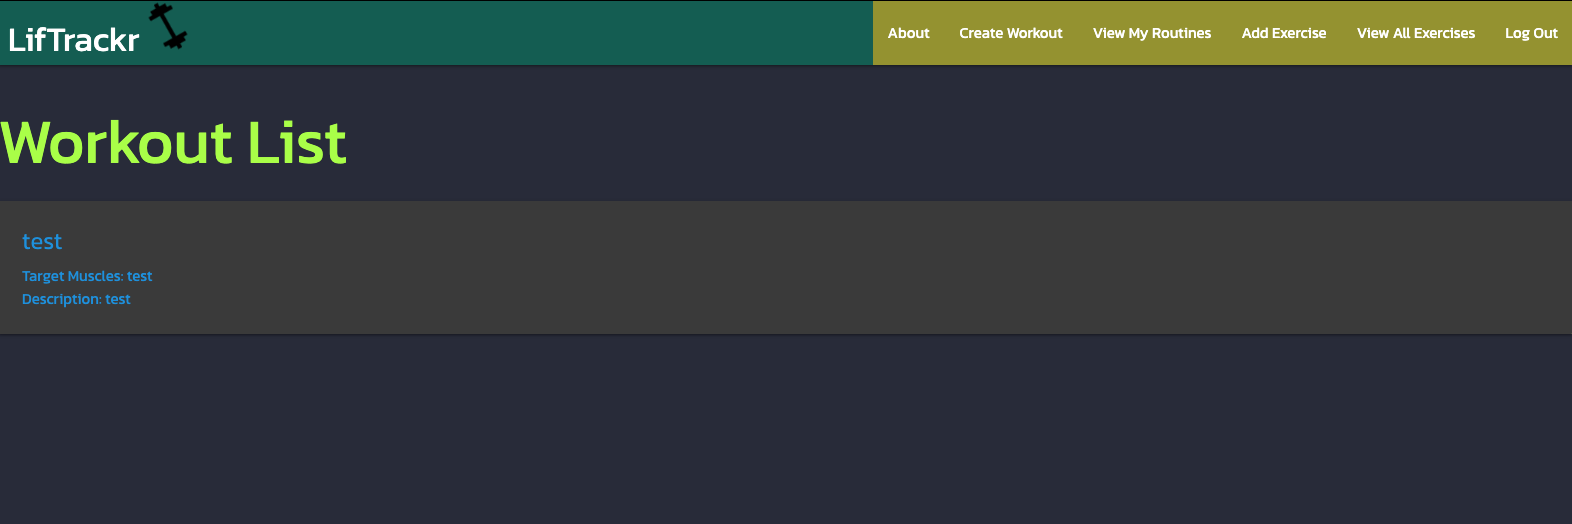 LifTrackr
About Create Workout View My Routines Add Exercise View All Exercises Log Out
Workout List
test
Target Muscles: test
Description: test